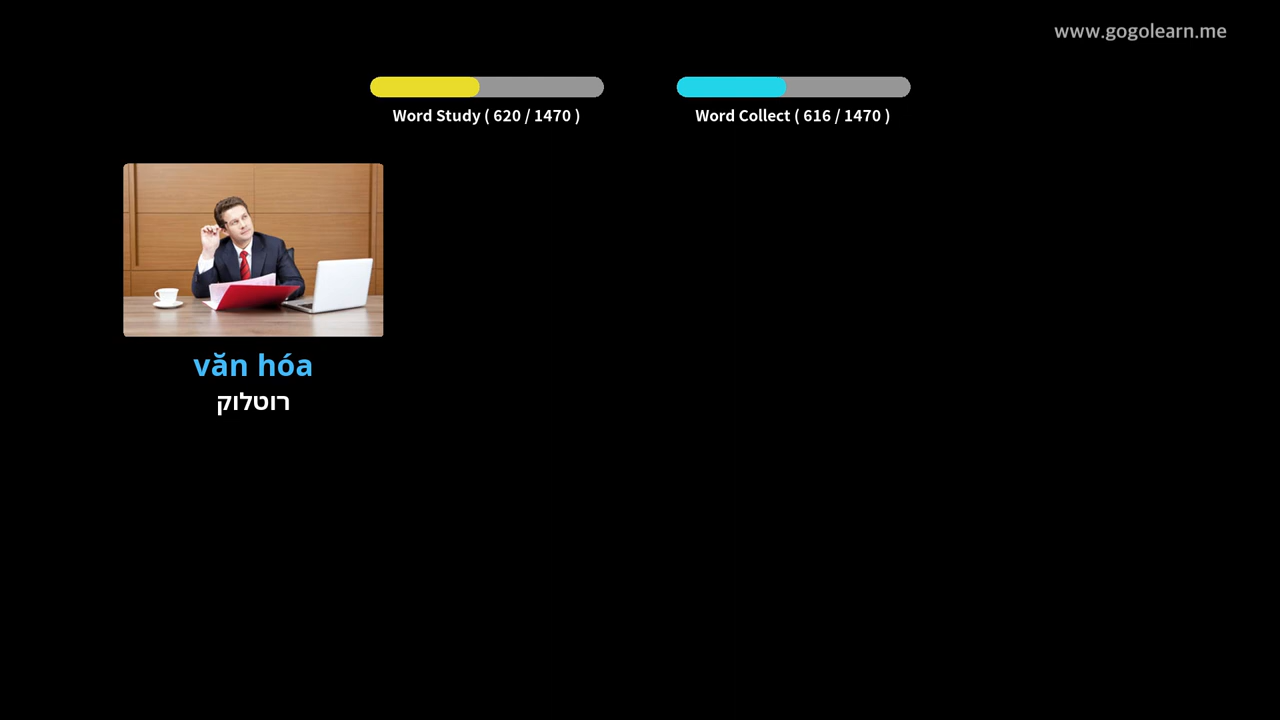 www.gogolearn.me
Word Study ( 620 / 1470 )
Word Collect ( 616 / 1470 )
văn hóa
רוטלוק